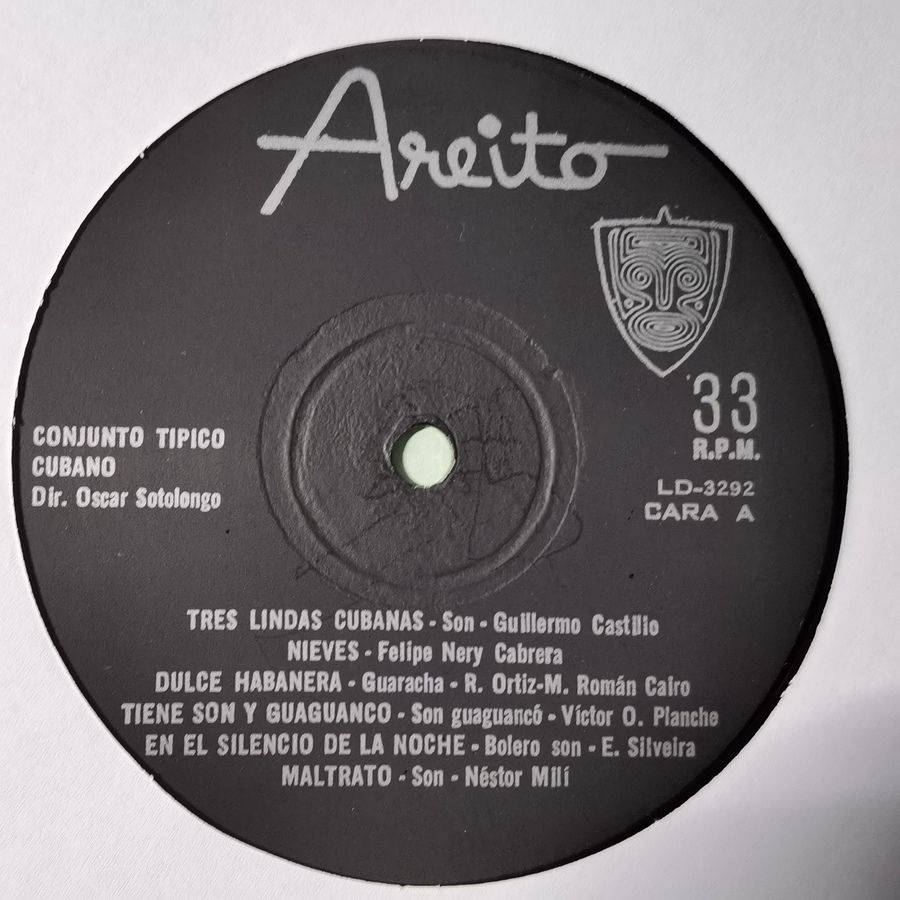 Areito
33
R.P.M.
LD-3292
CARA A
CONJUNTO TIPICO
CUBANO
Dir. Oscar Sotolongo
TRES LINDAS CUBANAS - Son - Guillermo Castillo
NIEVES - Felipe Nery Cabrera
DULCE HABANERA - Guaracha - R. Ortiz-M. Román Cairo
TIENE SON Y GUAGUANCO - Son guaguancó - Víctor O. Planche
EN EL SILENCIO DE LA NOCHE - Bolero son - E. Silveira
MALTRATO - Son - Néstor Milí